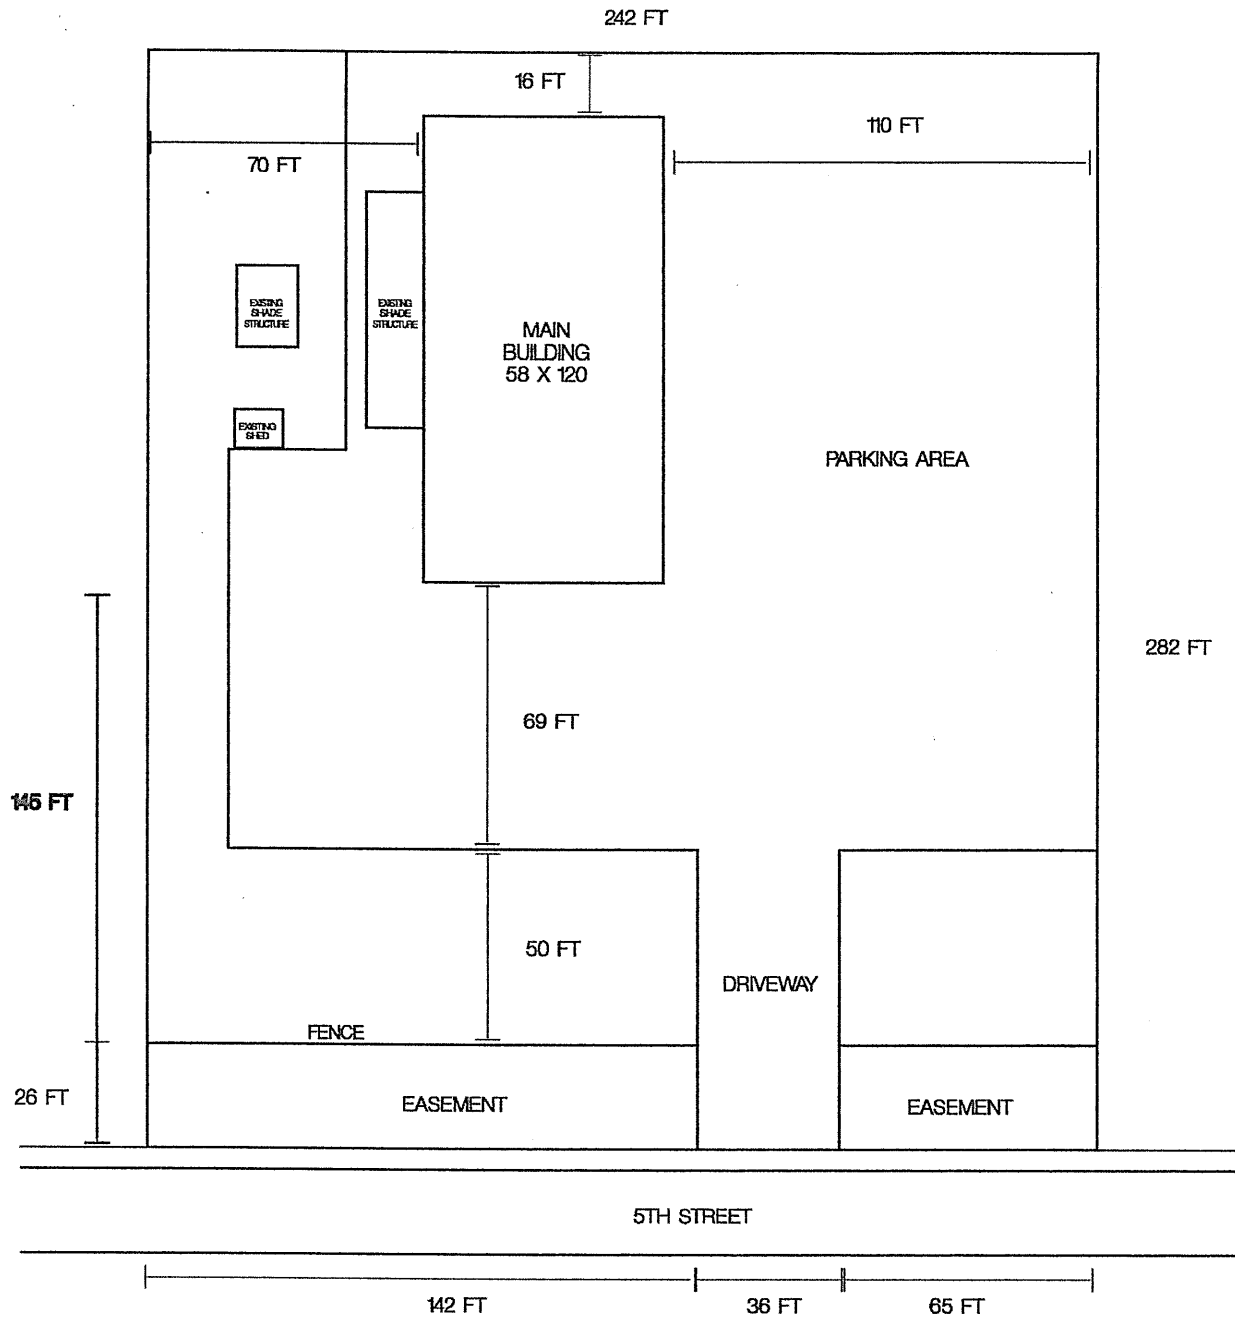 242 FT
16 FT
110 FT
70 FT
EXISTING
SHADE
STRUCTURE
EXISTING
SHADE
STRUCTURE
MAIN
BUILDING
58 X 120
EXISTING
SHED
PARKING AREA
282 FT
69 FT
FT
50 FT
DRIVEWAY
FENCE
26 FT
EASEMENT
EASEMENT
5TH STREET
142 FT
36 FT
65 FT